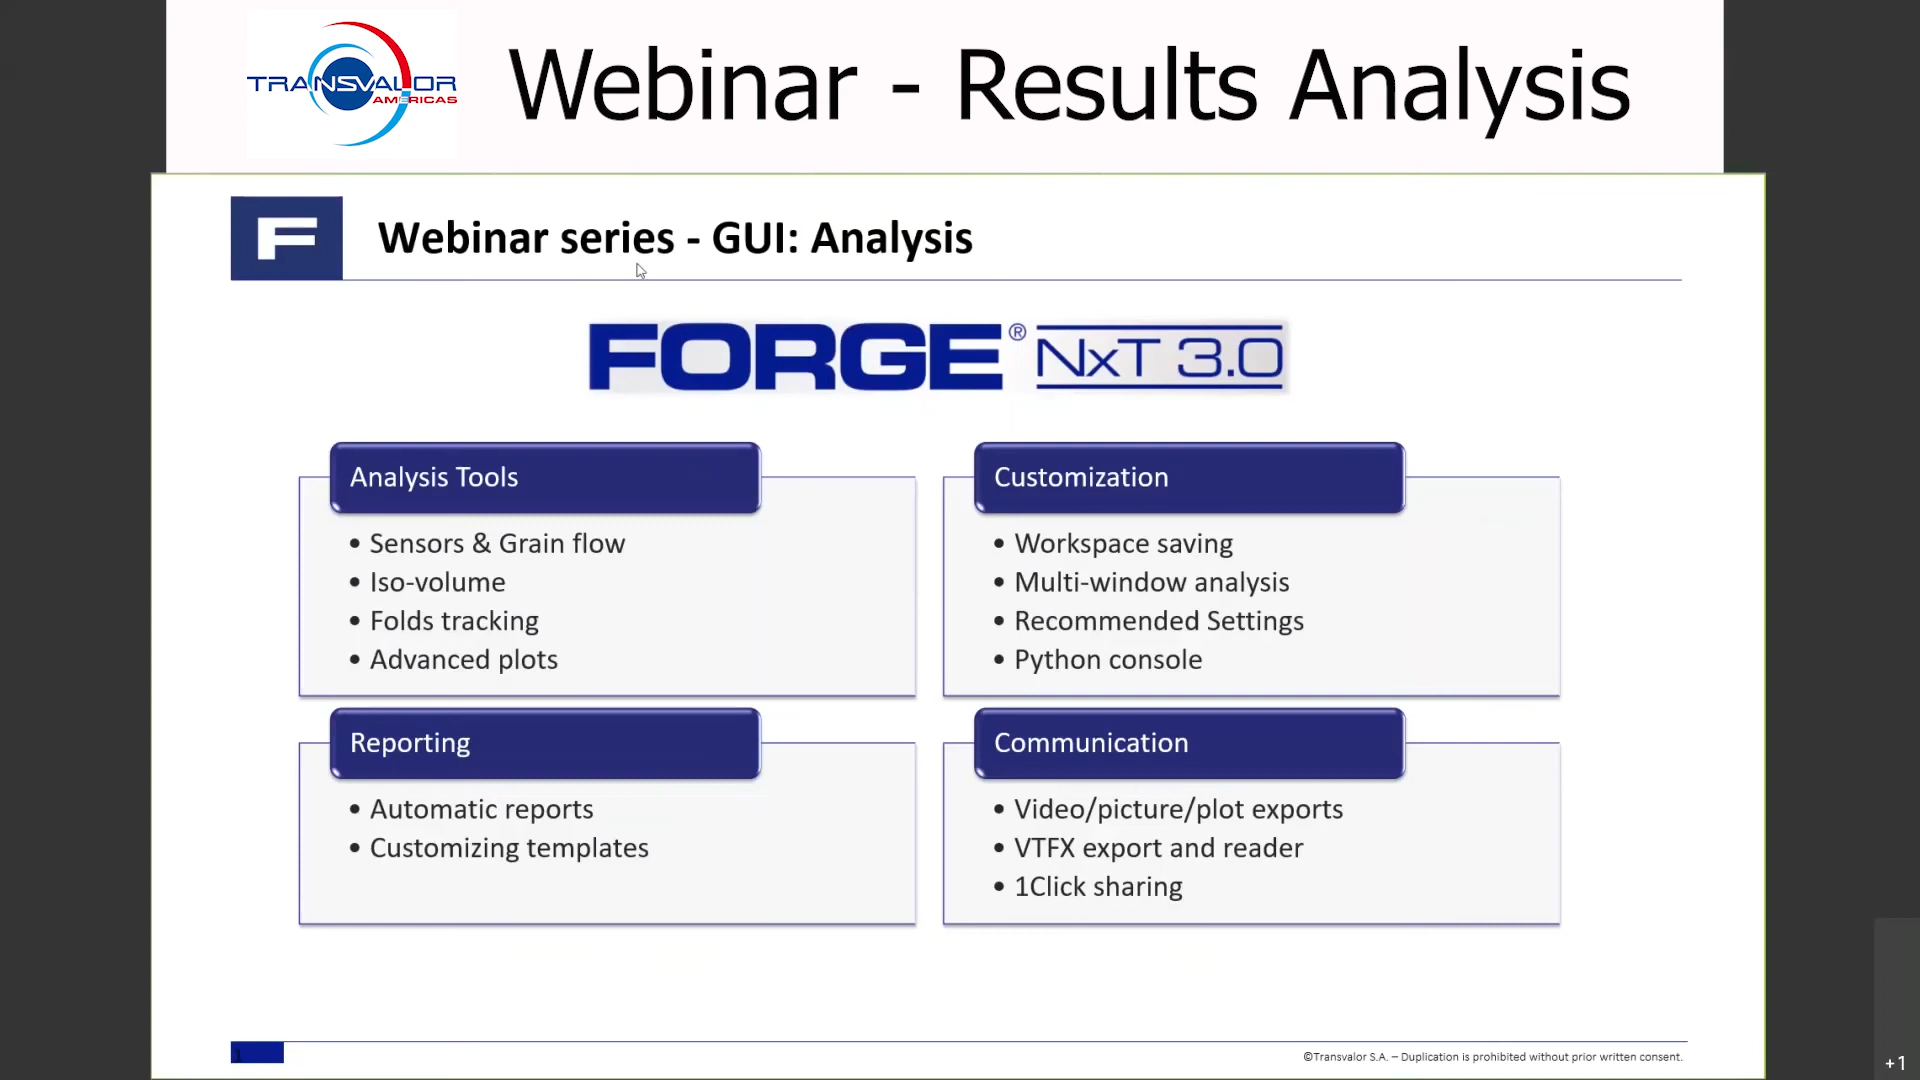 TRANSVALOR
AMERICAS
Webinar - Results Analysis
F
Webinar series - GUI: Analysis
FORGE® NxT 3.0
Analysis Tools
• Sensors & Grain flow
• Iso-volume
• Folds tracking
• Advanced plots
Customization
• Workspace saving
• Multi-window analysis
• Recommended Settings
• Python console
Reporting
• Automatic reports
• Customizing templates
Communication
• Video/picture/plot exports
• VTFX export and reader
• 1Click sharing
1
©Transvalor S.A. – Duplication is prohibited without prior written consent.
+1